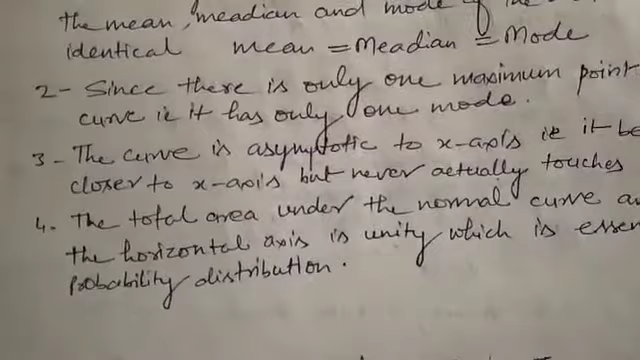 the mean, meadian and mode of the
identical mean = Meadian = Mode
2- Since there is only one maximum point
curve ie it has only one mode.
3- The curve is asymptotic to x-axis ie it be
closer to x-axis but never actually touches
4. The total area under the normal curve a
the horizontal axis is unity which is essen
probability distribution.